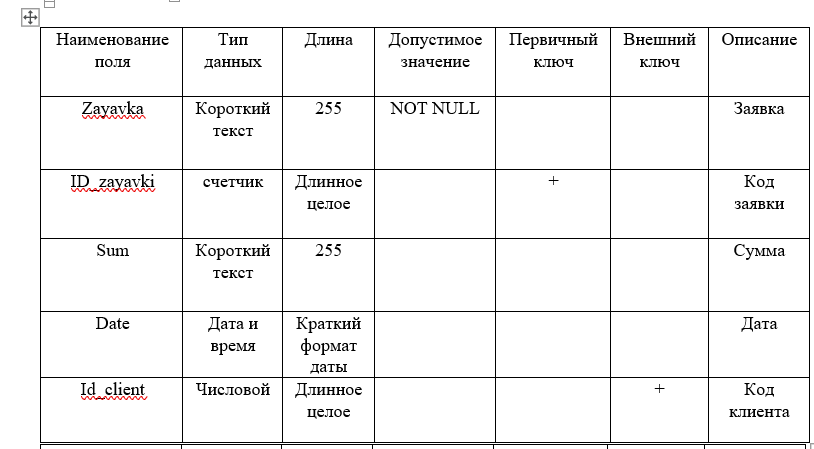 Наименование поля Тип данных Длина Допустимое значение Первичный ключ Внешний ключ Описание
Zayavka Короткий текст 255 NOT NULL Заявка
ID_zayavki счетчик Длинное целое + Код заявки
Sum Короткий текст 255 Сумма
Date Дата и время Краткий формат даты Дата
Id_client Числовой Длинное целое + Код клиента